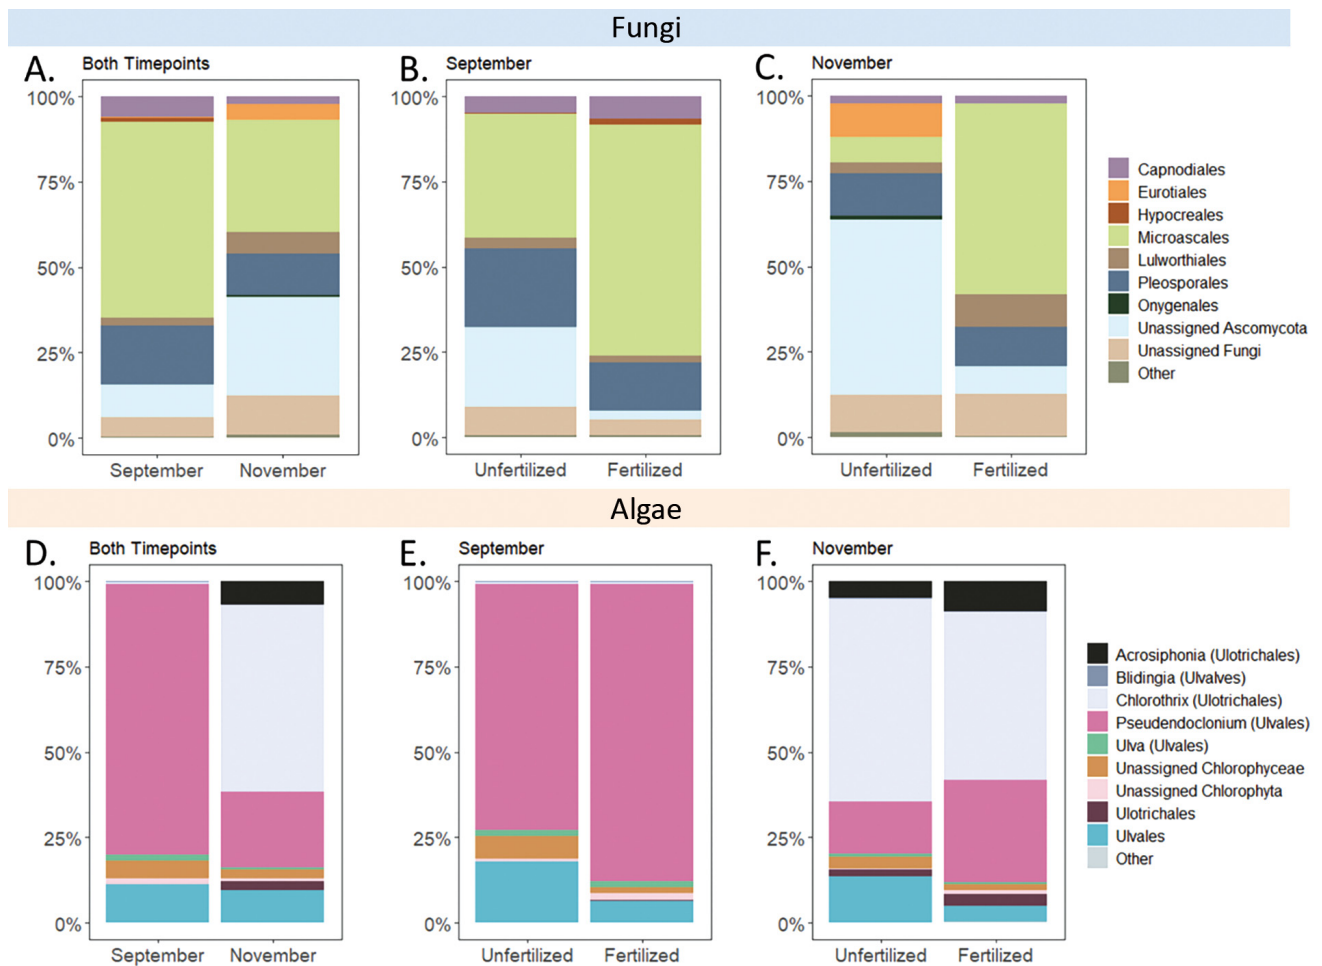 Fungi
A. Both Timepoints
B. September
C. November
100%
75%
50%
25%
0%
September November
100%
75%
50%
25%
0%
Unfertilized Fertilized
100%
75%
50%
25%
0%
Unfertilized Fertilized
Capnodiales
Eurotiales
Hypocreales
Microascales
Lulworthiales
Pleosporales
Onygenales
Unassigned Ascomycota
Unassigned Fungi
Other
Algae
D. Both Timepoints
E. September
F. November
100%
75%
50%
25%
0%
September November
100%
75%
50%
25%
0%
Unfertilized Fertilized
100%
75%
50%
25%
0%
Unfertilized Fertilized
Acrosiphonia (Ulotrichales)
Blidingia (Ulvalves)
Chlorothrix (Ulotrichales)
Pseudendoclonium (Ulvales)
Ulva (Ulvales)
Unassigned Chlorophyceae
Unassigned Chlorophyta
Ulotrichales
Ulvales
Other